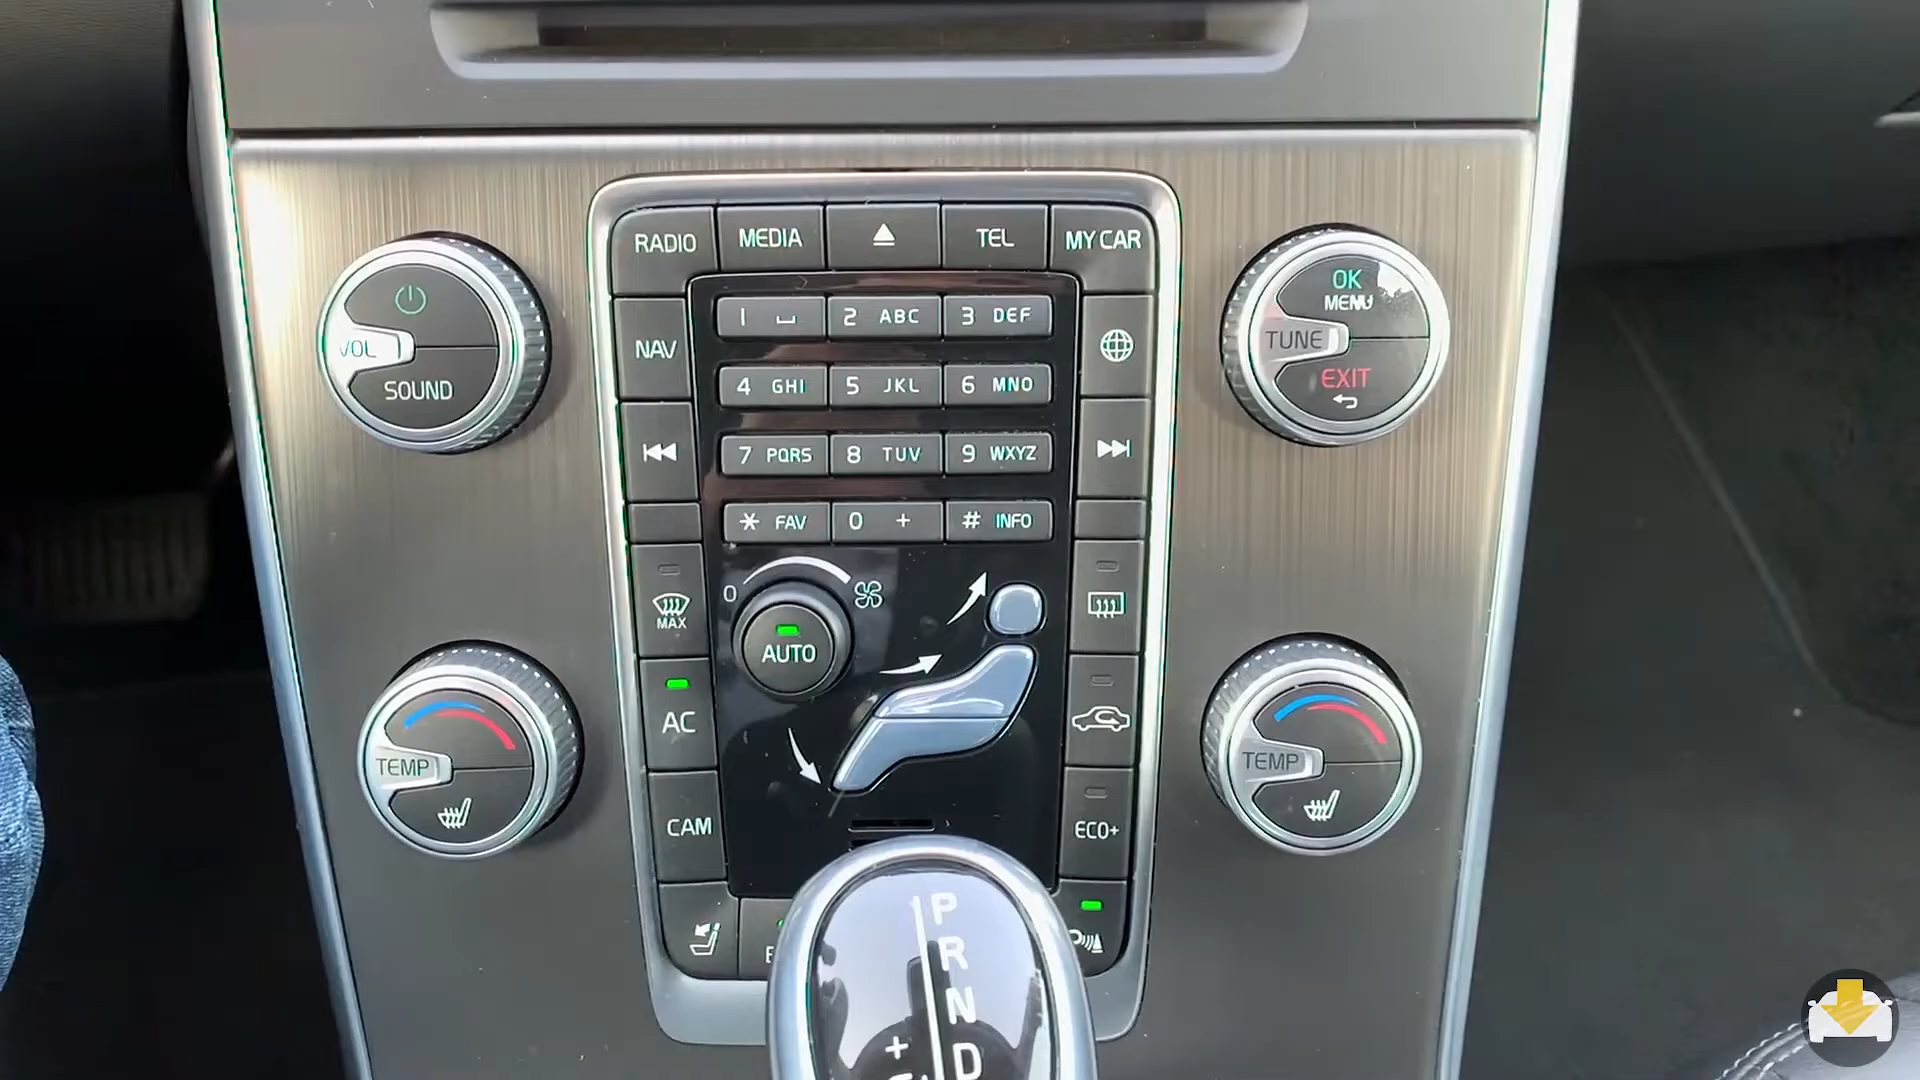 RADIO
MEDIA
TEL
MY CAR
VOL
SOUND
NAV
1
2 ABC
3 DEF
4 GHI
5 JKL
6 MNO
7 PQRS
8 TUV
9 WXYZ
* FAV
0 +
# INFO
OK
MENU
TUNE
EXIT
0
MAX
AUTO
AC
TEMP
TEMP
CAM
ECO+
P
R
N
D
+